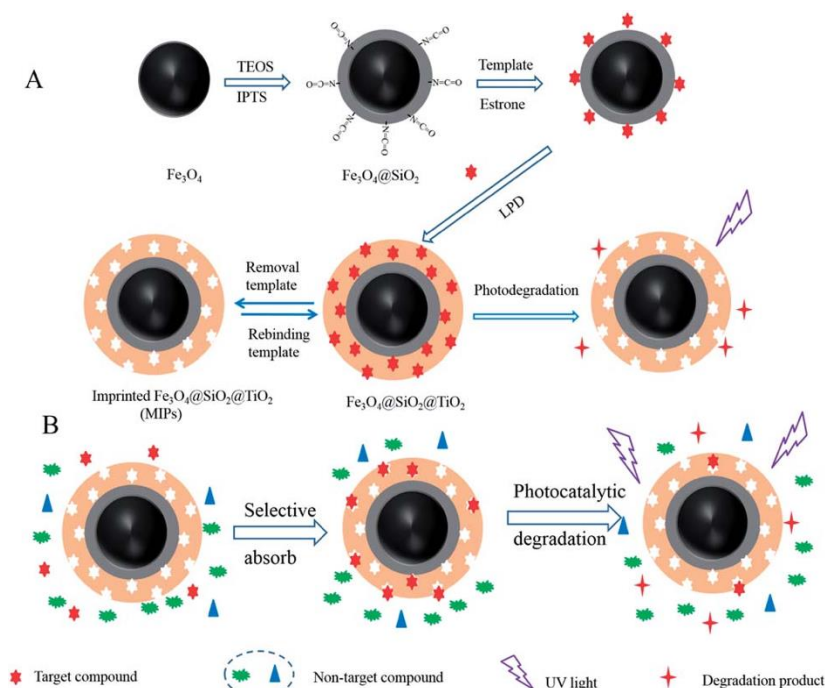 A
TEOS
IPTS
Template
Estrone
O=C=N
N=C=O
O=C=N
N=C=O
O=C=N
N=C=O
N=C=O
Fe₃O₄
Fe₃O₄@SiO₂
LPD
Removal
template
Rebinding
template
Photodegradation
Imprinted Fe₃O₄@SiO₂@TiO₂
(MIPs)
Fe₃O₄@SiO₂@TiO₂
B
Selective
absorb
Photocatalytic
degradation
Target compound
Non-target compound
UV light
Degradation product